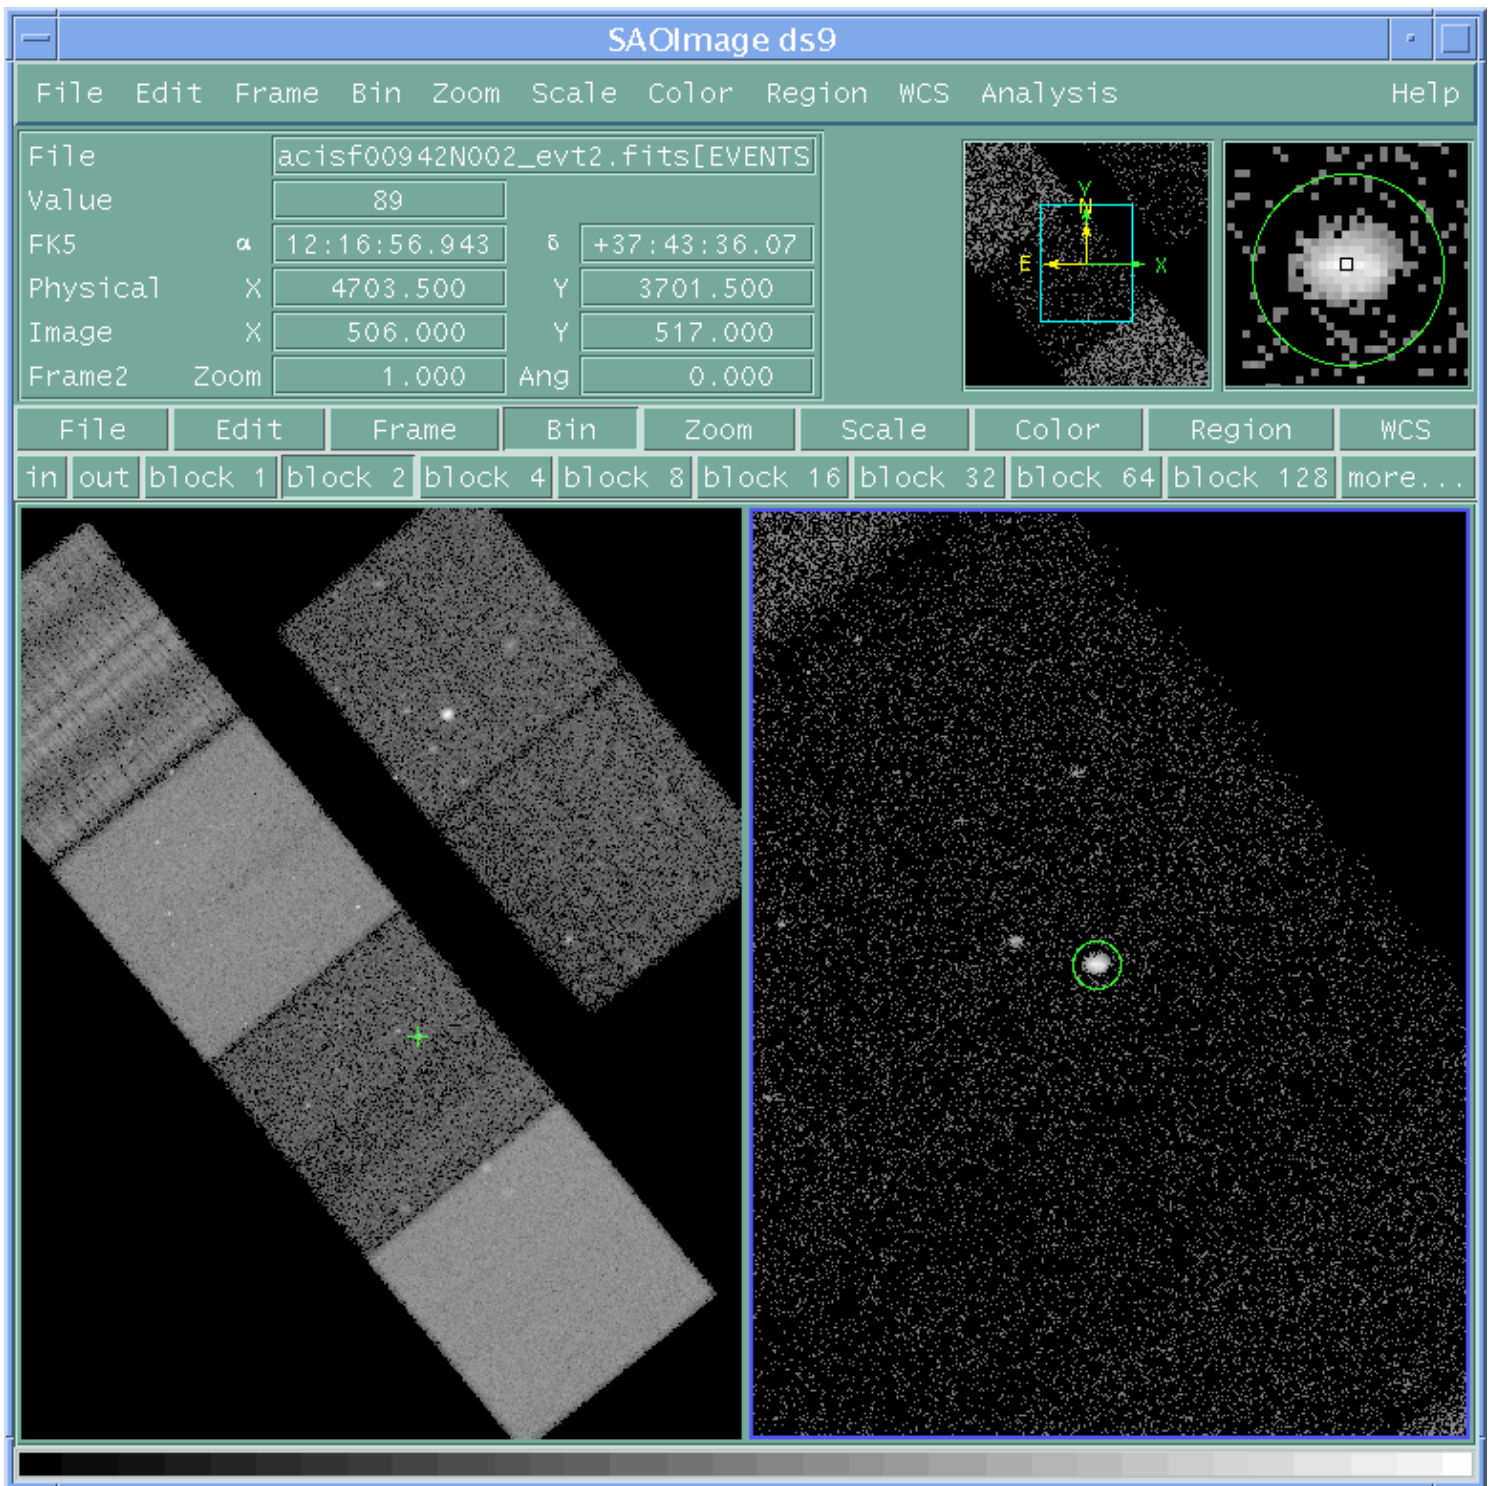 SAOImage ds9
File Edit Frame Bin Zoom Scale Color Region WCS Analysis Help
File acisf00942N002_evt2.fits[EVENTS
Value 89
FK5 α 12:16:56.943 δ +37:43:36.07
Physical X 4703.500 Y 3701.500
Image X 506.000 Y 517.000
Frame2 Zoom 1.000 Ang 0.000
Y
N
E X
File Edit Frame Bin Zoom Scale Color Region WCS
in out block 1 block 2 block 4 block 8 block 16 block 32 block 64 block 128 more...